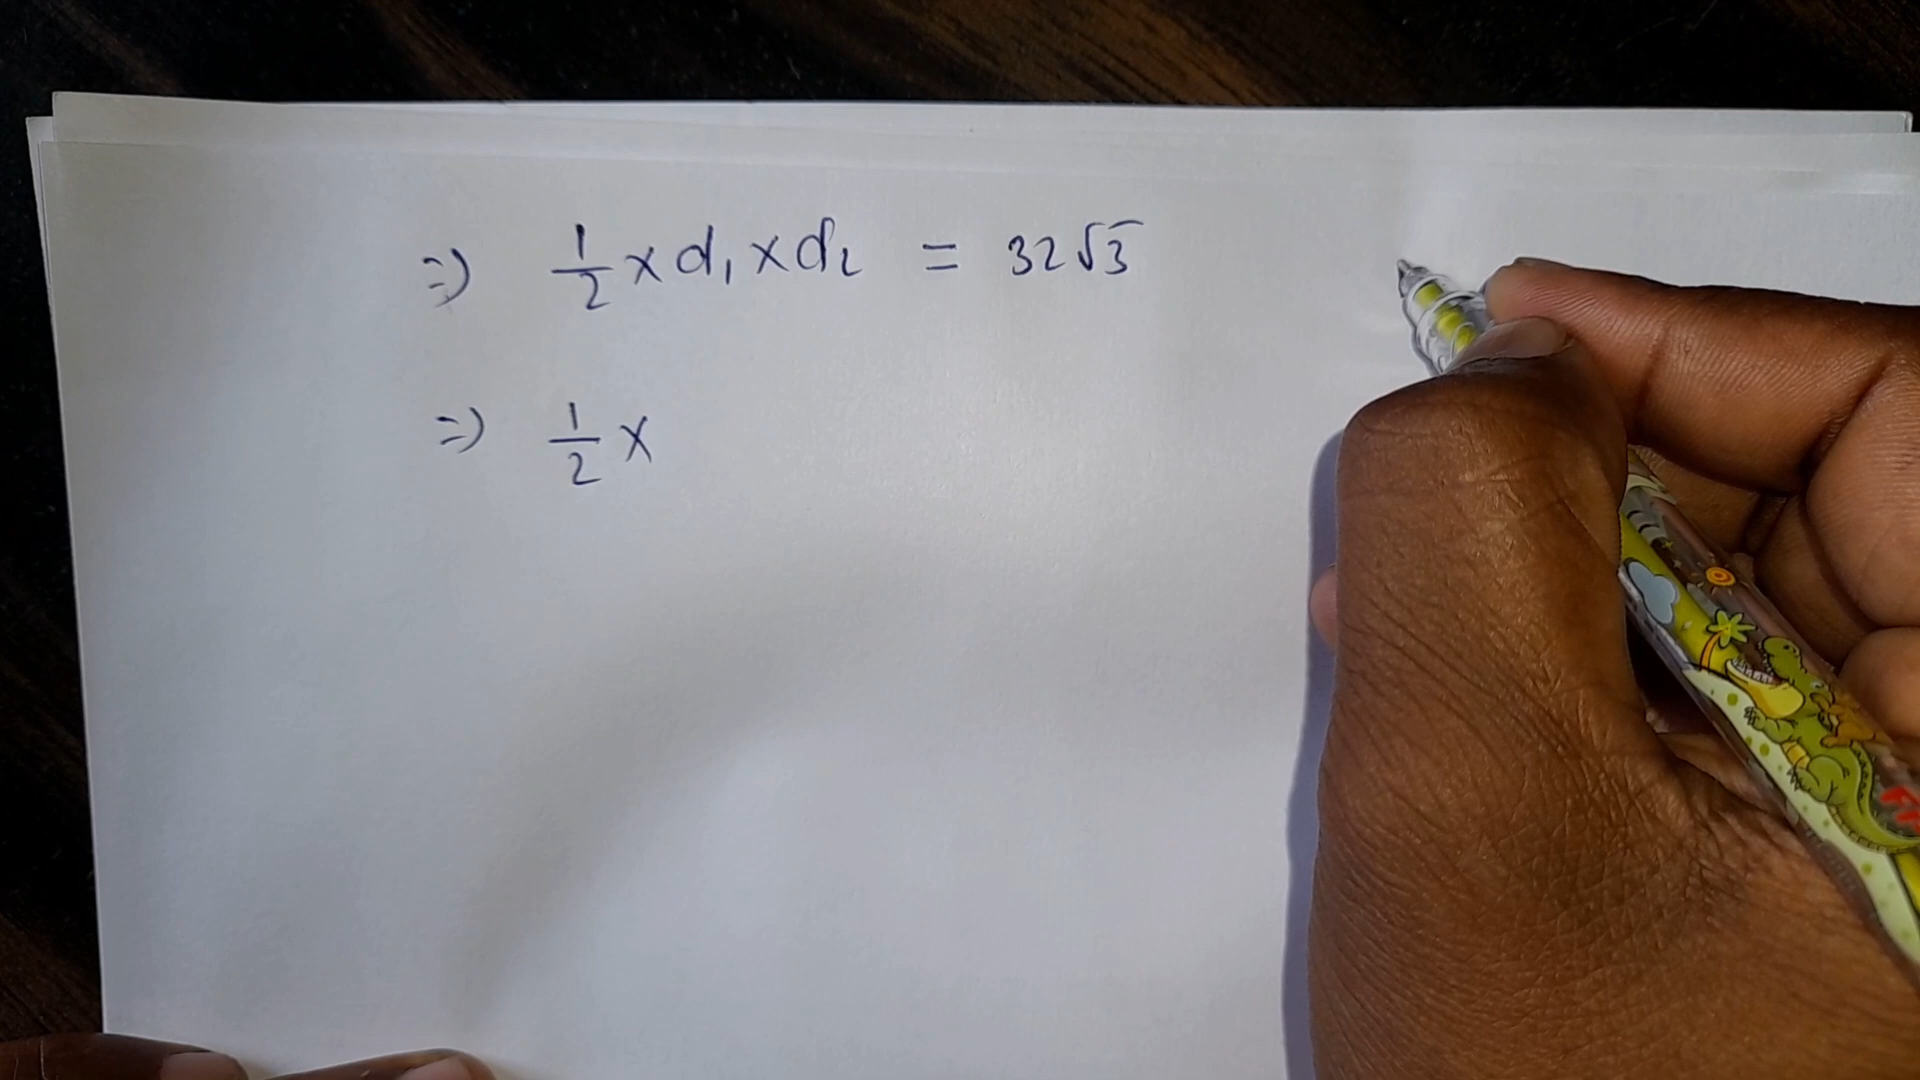 ⇒ 1/2 × d₁ × d₂ = 32√3
⇒ 1/2 ×